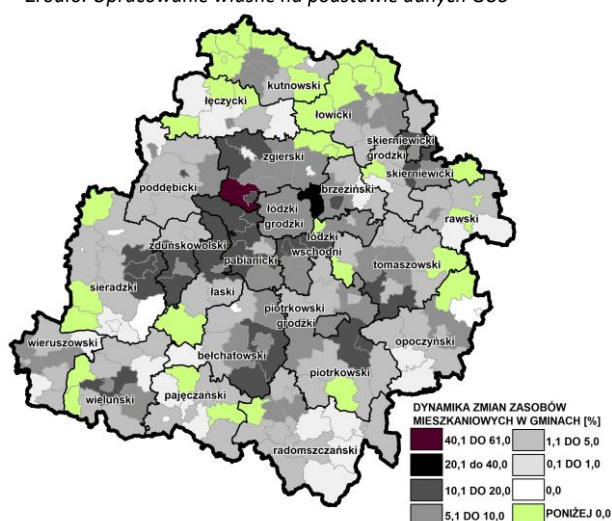 Źródło: Opracowanie własne na podstawie danych GUS
kutnowski
łęczycki
łowicki
skierniewicki
grodzki
skierniewicki
zgierski
poddębicki
brzeziński
łódzki
grodzki
rawski
łódzki
wschodni
zduńskowolski
pabianicki
tomaszowski
sieradzki
łaski
piotrkowski
grodzki
opoczyński
wieruszowski
bełchatowski
piotrkowski
pajęczański
wieluński
radomszczański
DYNAMIKA ZMIAN ZASOBÓW
MIESZKANIOWYCH W GMINACH [%]
40,1 DO 61,0
1,1 DO 5,0
20,1 do 40,0
0,1 DO 1,0
10,1 DO 20,0
0,0
5,1 DO 10,0
PONIŻEJ 0,0